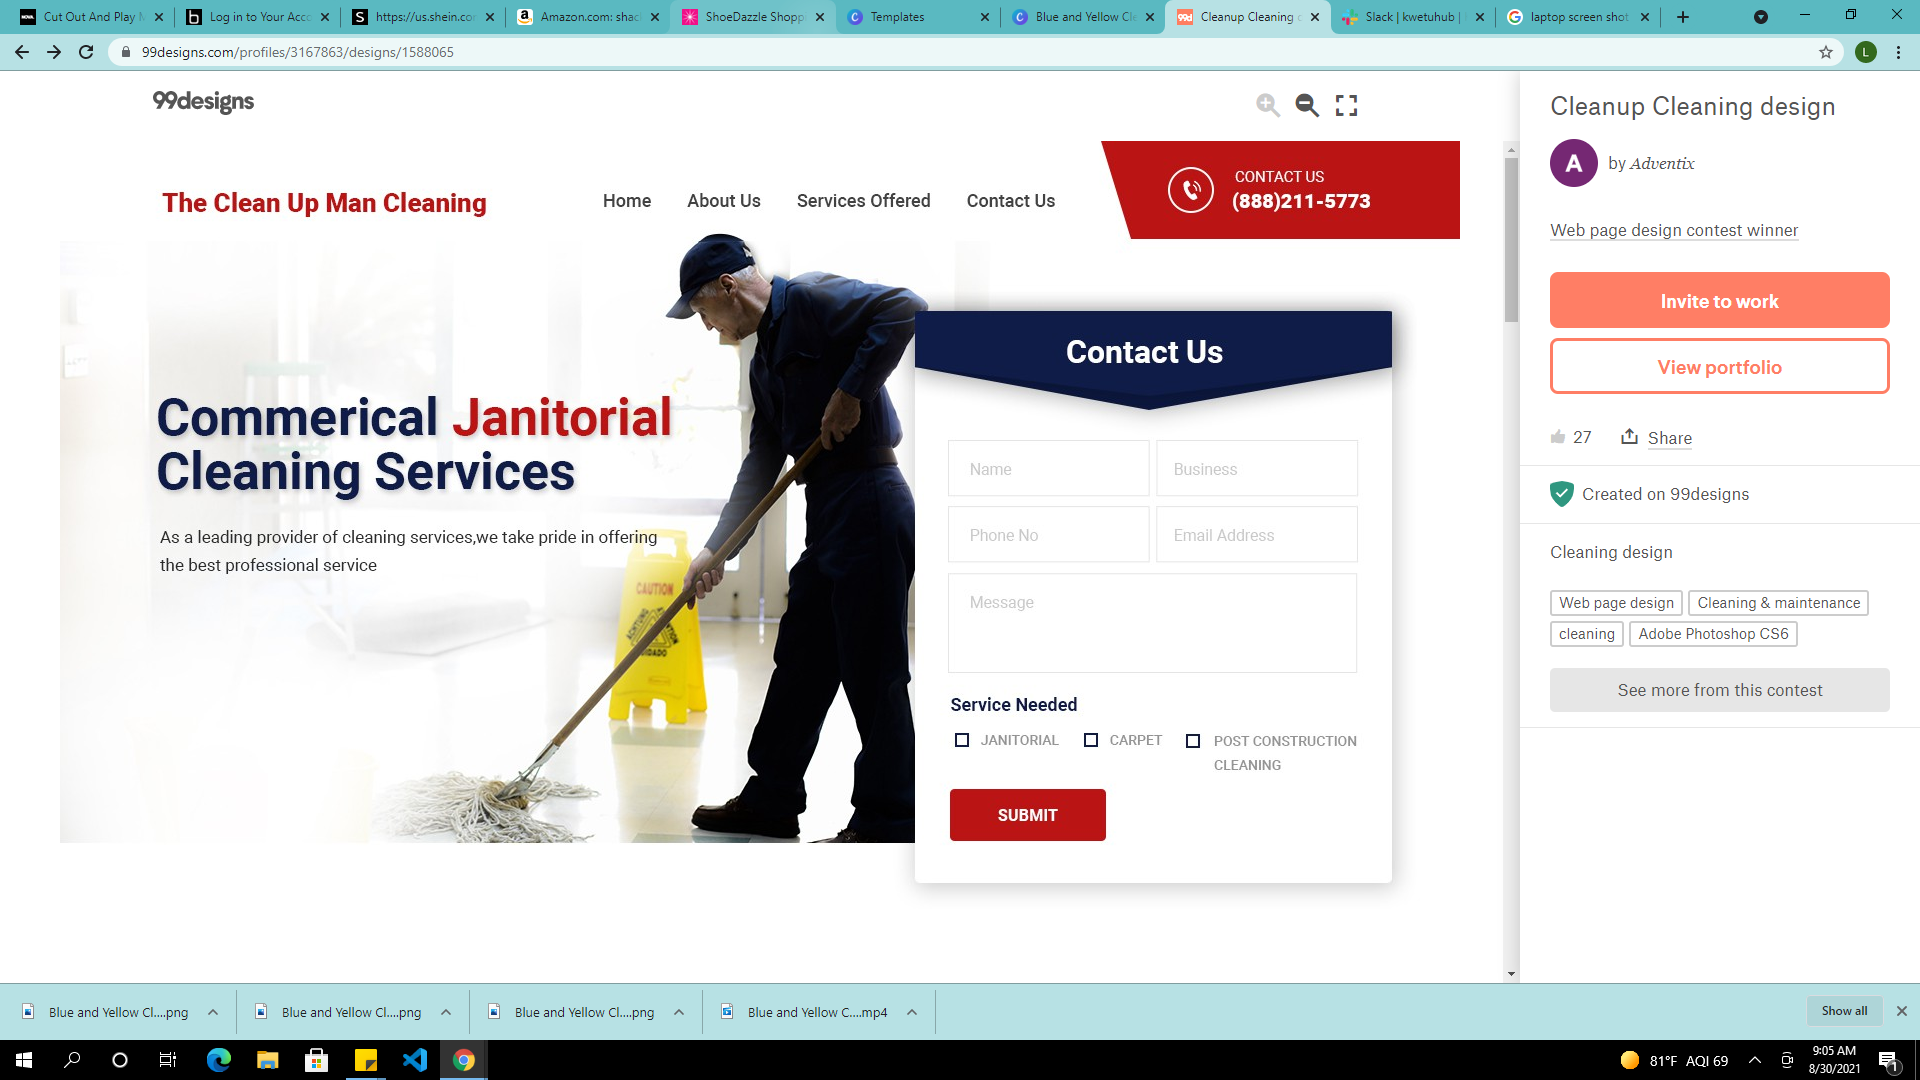 Cut Out And Play M
Log in to Your Acco
https://us.shein.com
Amazon.com: shac
ShoeDazzle Shoppi
Templates
Blue and Yellow Cle
Cleanup Cleaning d
Slack | kwetuhub |
laptop screen shot
99designs.com/profiles/3167863/designs/1588065
L
99designs
The Clean Up Man Cleaning
Home
About Us
Services Offered
Contact Us
CONTACT US
(888)211-5773
Commerical Janitorial
Cleaning Services
As a leading provider of cleaning services,we take pride in offering
the best professional service
CAUTION
CUIDADO
Contact Us
Name
Business
Phone No
Email Address
Message
Service Needed
JANITORIAL
CARPET
POST CONSTRUCTION
CLEANING
SUBMIT
Cleanup Cleaning design
A
by Adventix
Web page design contest winner
Invite to work
View portfolio
27
Share
Created on 99designs
Cleaning design
Web page design
Cleaning & maintenance
cleaning
Adobe Photoshop CS6
See more from this contest
Blue and Yellow Cl....png
Blue and Yellow Cl....png
Blue and Yellow Cl....png
Blue and Yellow C....mp4
Show all
81°F AQI 69
9:05 AM
8/30/2021
1